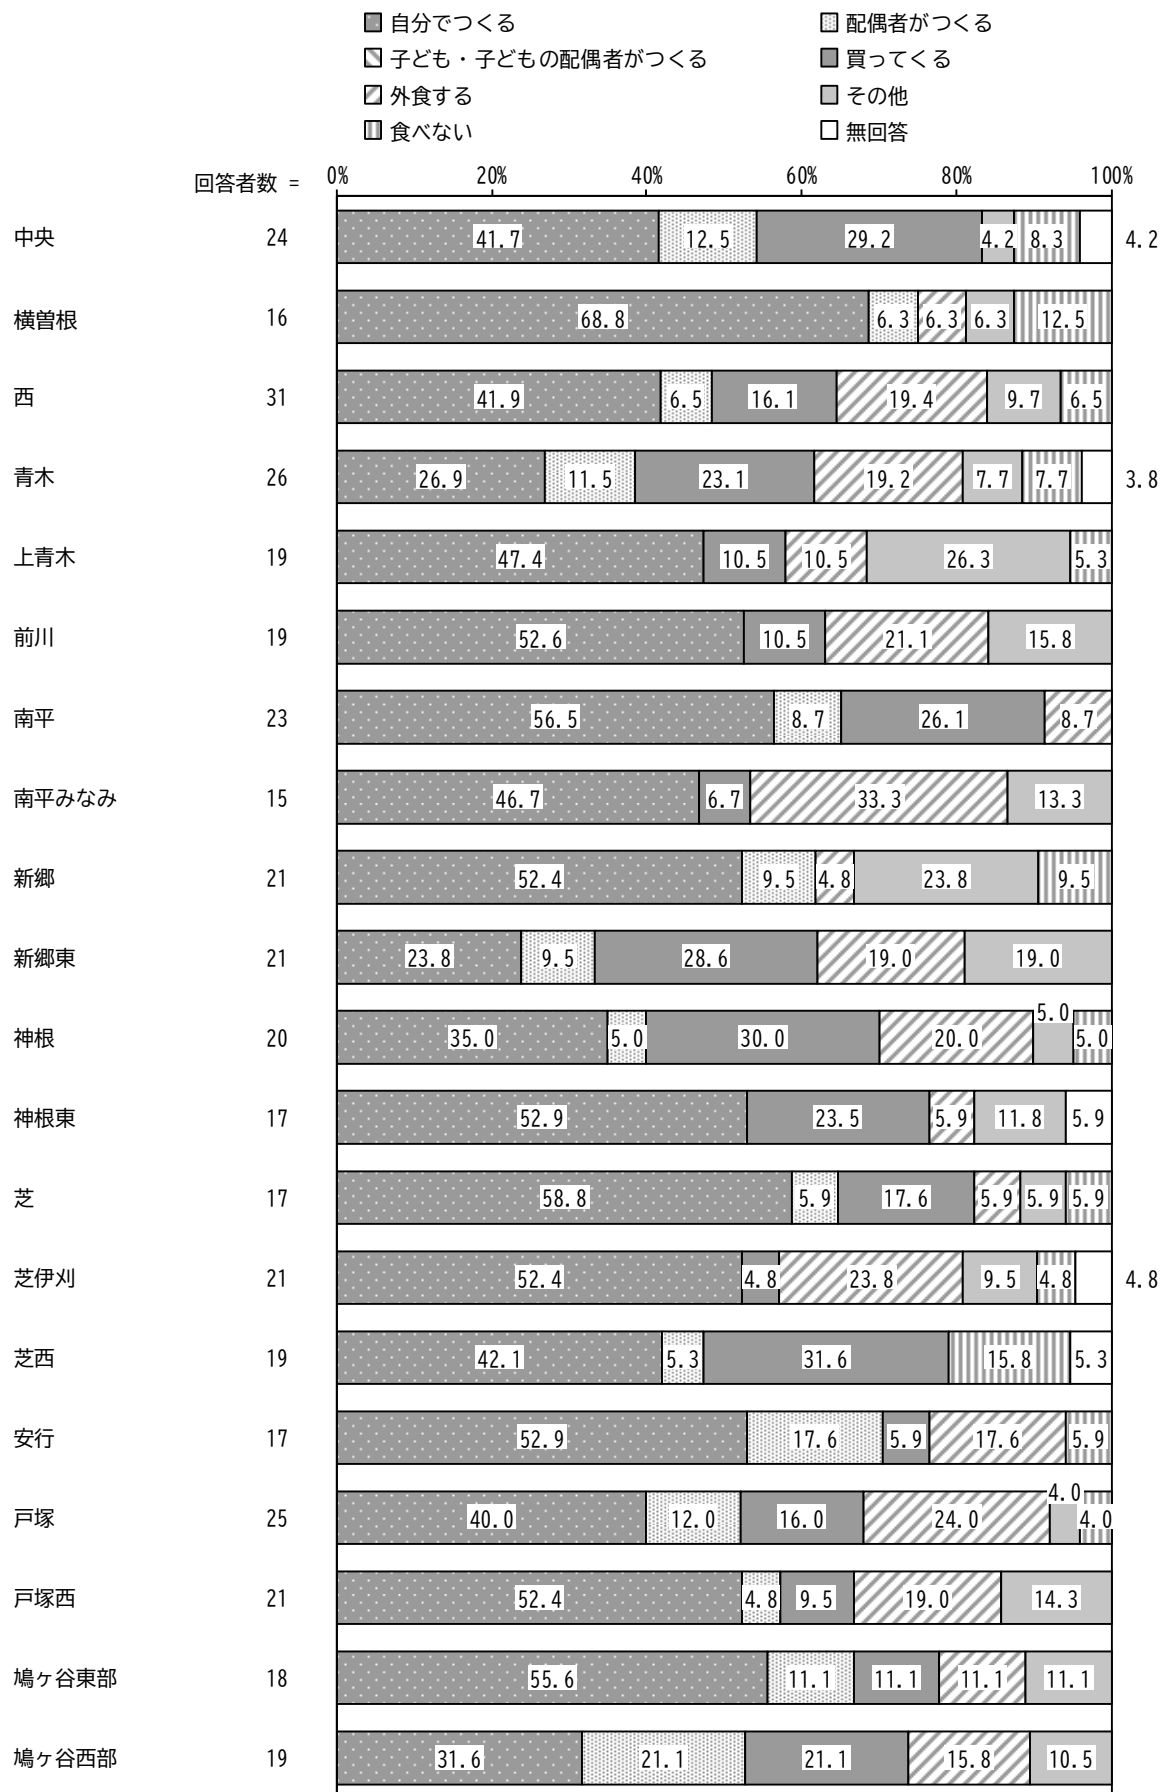 自分でつくる 配偶者がつくる
子ども・子どもの配偶者がつくる 買ってくる
外食する その他
食べない 無回答
回答者数 = 0% 20% 40% 60% 80% 100%
中央 24 41.7 12.5 29.2 4.2 8.3 4.2
横曽根 16 68.8 6.3 6.3 6.3 12.5
西 31 41.9 6.5 16.1 19.4 9.7 6.5
青木 26 26.9 11.5 23.1 19.2 7.7 7.7 3.8
上青木 19 47.4 10.5 10.5 26.3 5.3
前川 19 52.6 10.5 21.1 15.8
南平 23 56.5 8.7 26.1 8.7
南平みなみ 15 46.7 6.7 33.3 13.3
新郷 21 52.4 9.5 4.8 23.8 9.5
新郷東 21 23.8 9.5 28.6 19.0 19.0
神根 20 35.0 5.0 30.0 20.0 5.0 5.0
神根東 17 52.9 23.5 5.9 11.8 5.9
芝 17 58.8 5.9 17.6 5.9 5.9 5.9
芝伊刈 21 52.4 4.8 23.8 9.5 4.8 4.8
芝西 19 42.1 5.3 31.6 15.8 5.3
安行 17 52.9 17.6 5.9 17.6 5.9
戸塚 25 40.0 12.0 16.0 24.0 4.0 4.0
戸塚西 21 52.4 4.8 9.5 19.0 14.3
鳩ヶ谷東部 18 55.6 11.1 11.1 11.1 11.1
鳩ヶ谷西部 19 31.6 21.1 21.1 15.8 10.5